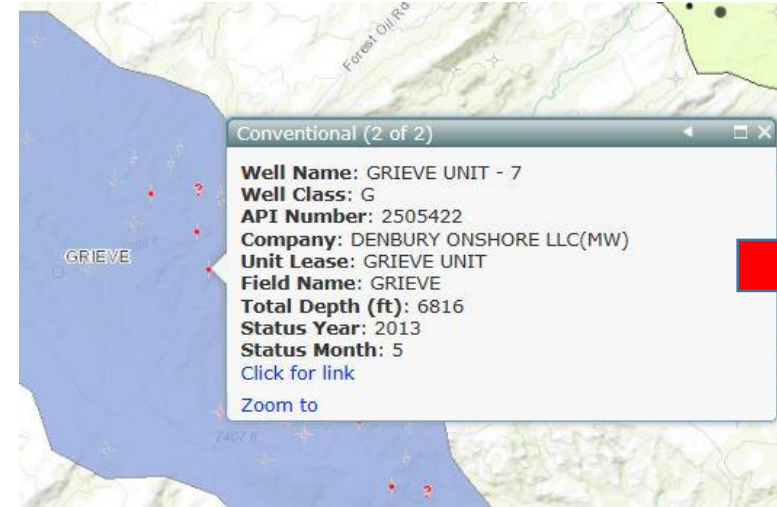 Forest Oil Rd
Conventional (2 of 2)
Well Name: GRIEVE UNIT - 7
Well Class: G
API Number: 2505422
Company: DENBURY ONSHORE LLC(MW)
Unit Lease: GRIEVE UNIT
Field Name: GRIEVE
Total Depth (ft): 6816
Status Year: 2013
Status Month: 5
Click for link
Zoom to
GRIEVE
?
7407 ft
?